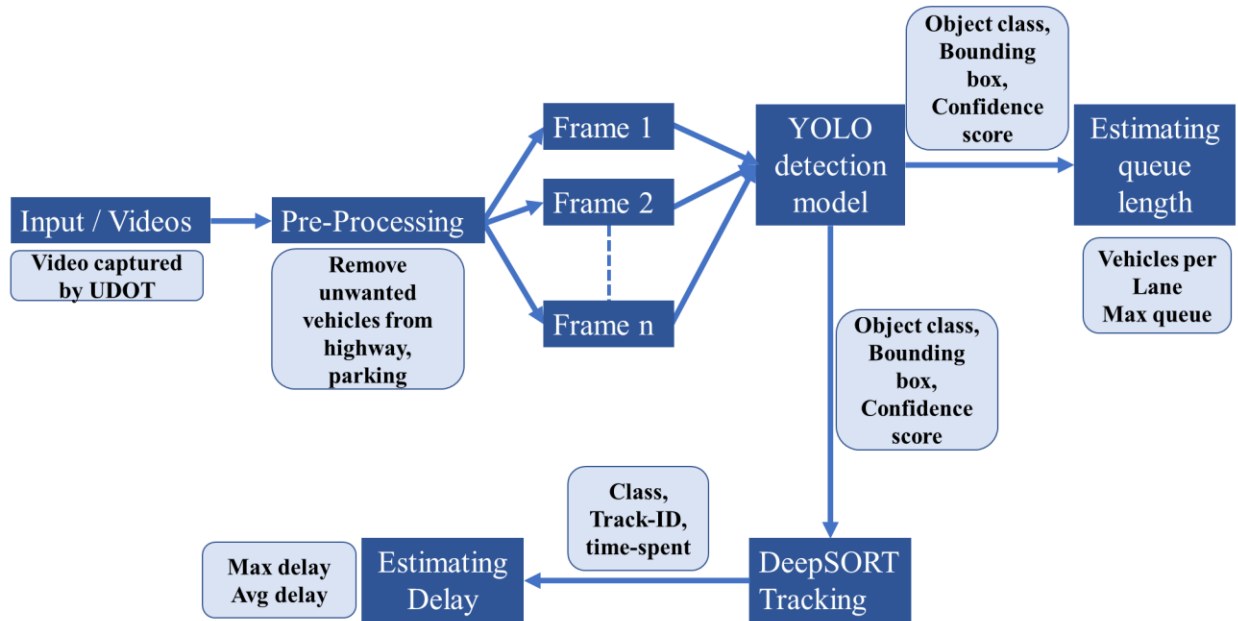 Input / Videos
Video captured
by UDOT
Pre-Processing
Remove
unwanted
vehicles from
highway,
parking
Frame 1
Frame 2
Frame n
YOLO
detection
model
Object class,
Bounding
box,
Confidence
score
Estimating
queue
length
Vehicles per
Lane
Max queue
Object class,
Bounding
box,
Confidence
score
DeepSORT
Tracking
Class,
Track-ID,
time-spent
Estimating
Delay
Max delay
Avg delay